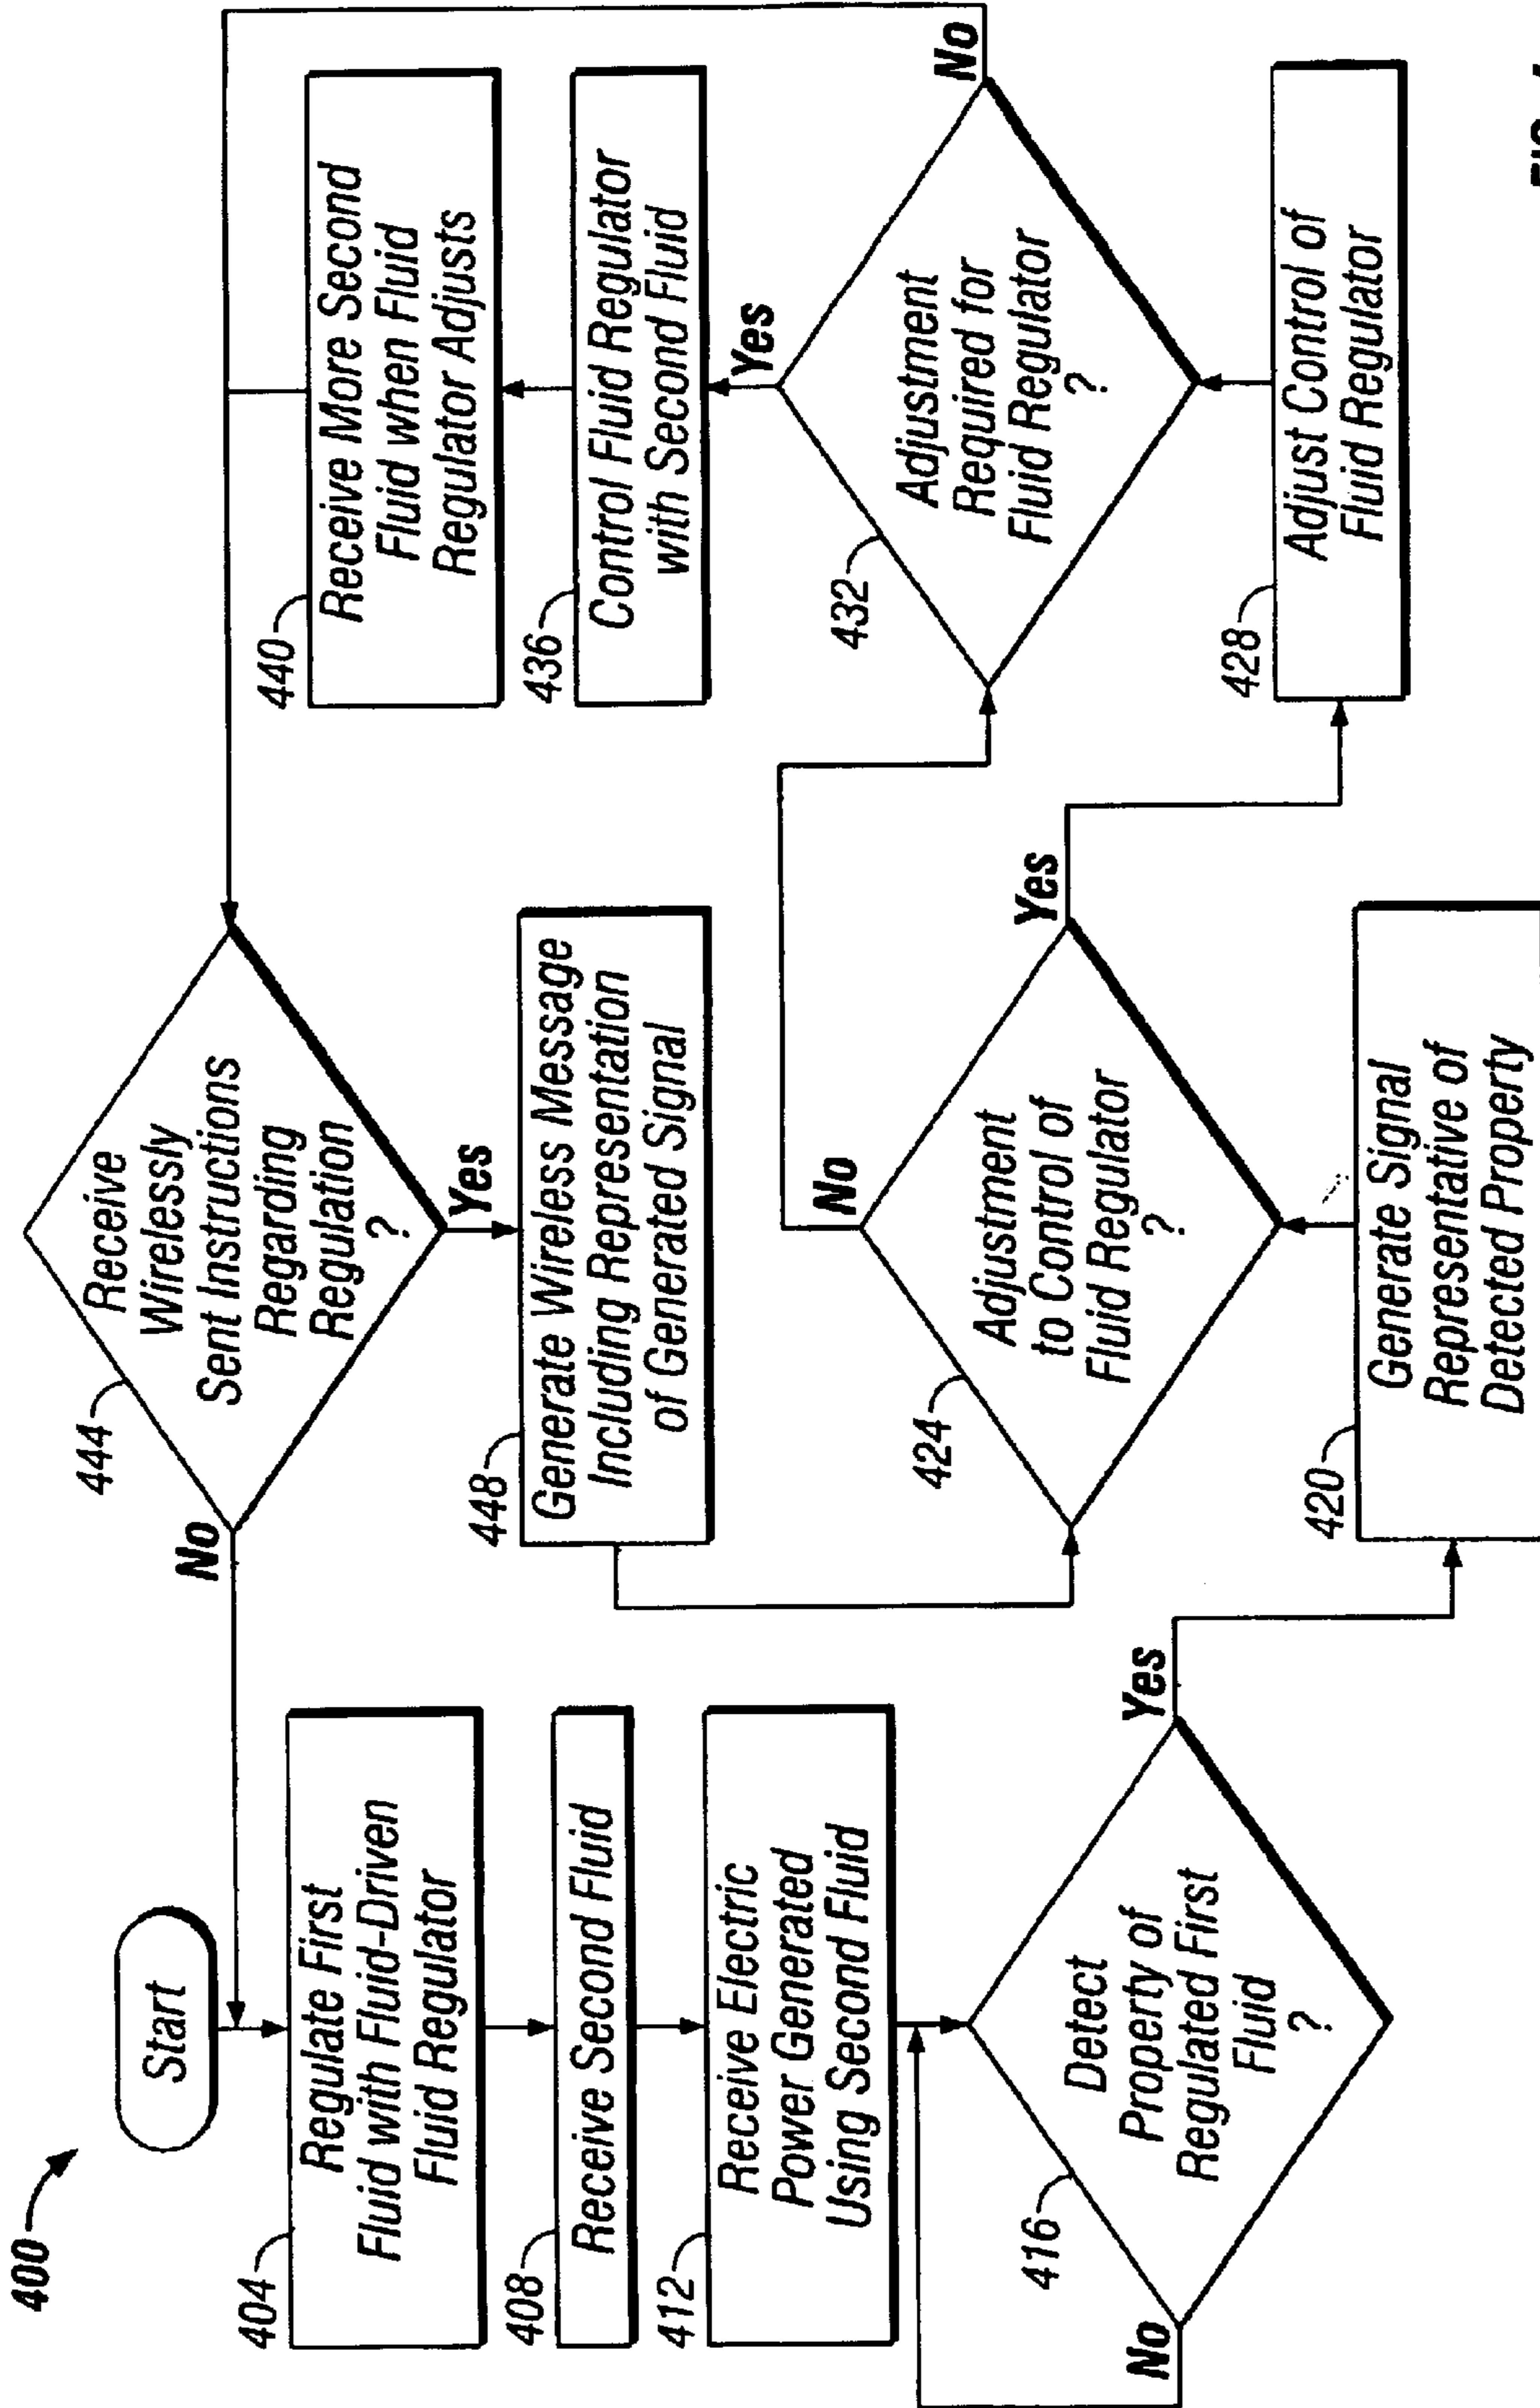 400
Start
404
Regulate First
Fluid with Fluid-Driven
Fluid Regulator
408
Receive Second Fluid
412
Receive Electric
Power Generated
Using Second Fluid
416
Detect
Property of
Regulated First
Fluid
?
No
Yes
420
Generate Signal
Representative of
Detected Property
424
Adjustment
to Control of
Fluid Regulator
?
No
Yes
428
Adjust Control of
Fluid Regulator
432
Adjustment
Required for
Fluid Regulator
?
Yes
No
436
Control Fluid Regulator
with Second Fluid
440
Receive More Second
Fluid when Fluid
Regulator Adjusts
444
Receive
Wirelessly
Sent Instructions
Regarding
Regulation
?
No
Yes
448
Generate Wireless Message
Including Representation
of Generated Signal